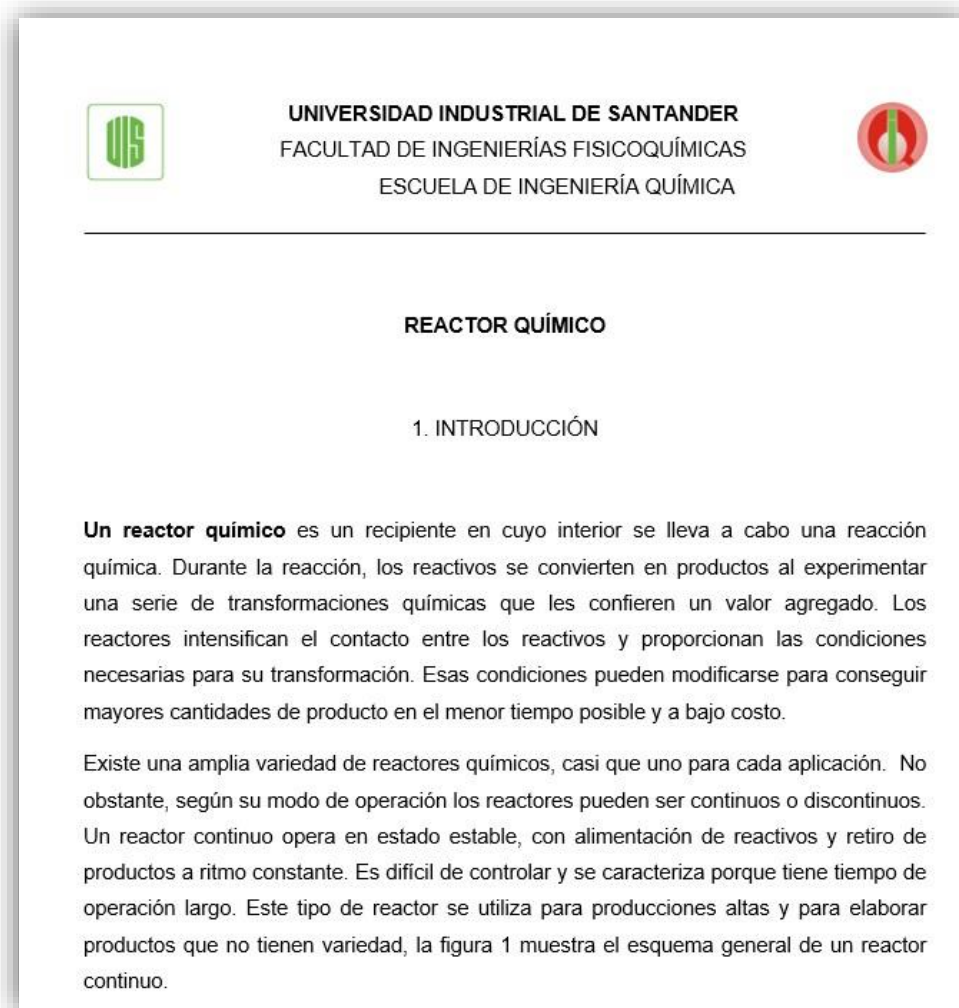 UIS
UNIVERSIDAD INDUSTRIAL DE SANTANDER
FACULTAD DE INGENIERÍAS FISICOQUÍMICAS
ESCUELA DE INGENIERÍA QUÍMICA
REACTOR QUÍMICO
1. INTRODUCCIÓN
Un reactor químico es un recipiente en cuyo interior se lleva a cabo una reacción
química. Durante la reacción, los reactivos se convierten en productos al experimentar
una serie de transformaciones químicas que les confieren un valor agregado. Los
reactores intensifican el contacto entre los reactivos y proporcionan las condiciones
necesarias para su transformación. Esas condiciones pueden modificarse para conseguir
mayores cantidades de producto en el menor tiempo posible y a bajo costo.
Existe una amplia variedad de reactores químicos, casi que uno para cada aplicación. No
obstante, según su modo de operación los reactores pueden ser continuos o discontinuos.
Un reactor continuo opera en estado estable, con alimentación de reactivos y retiro de
productos a ritmo constante. Es difícil de controlar y se caracteriza porque tiene tiempo de
operación largo. Este tipo de reactor se utiliza para producciones altas y para elaborar
productos que no tienen variedad, la figura 1 muestra el esquema general de un reactor
continuo.